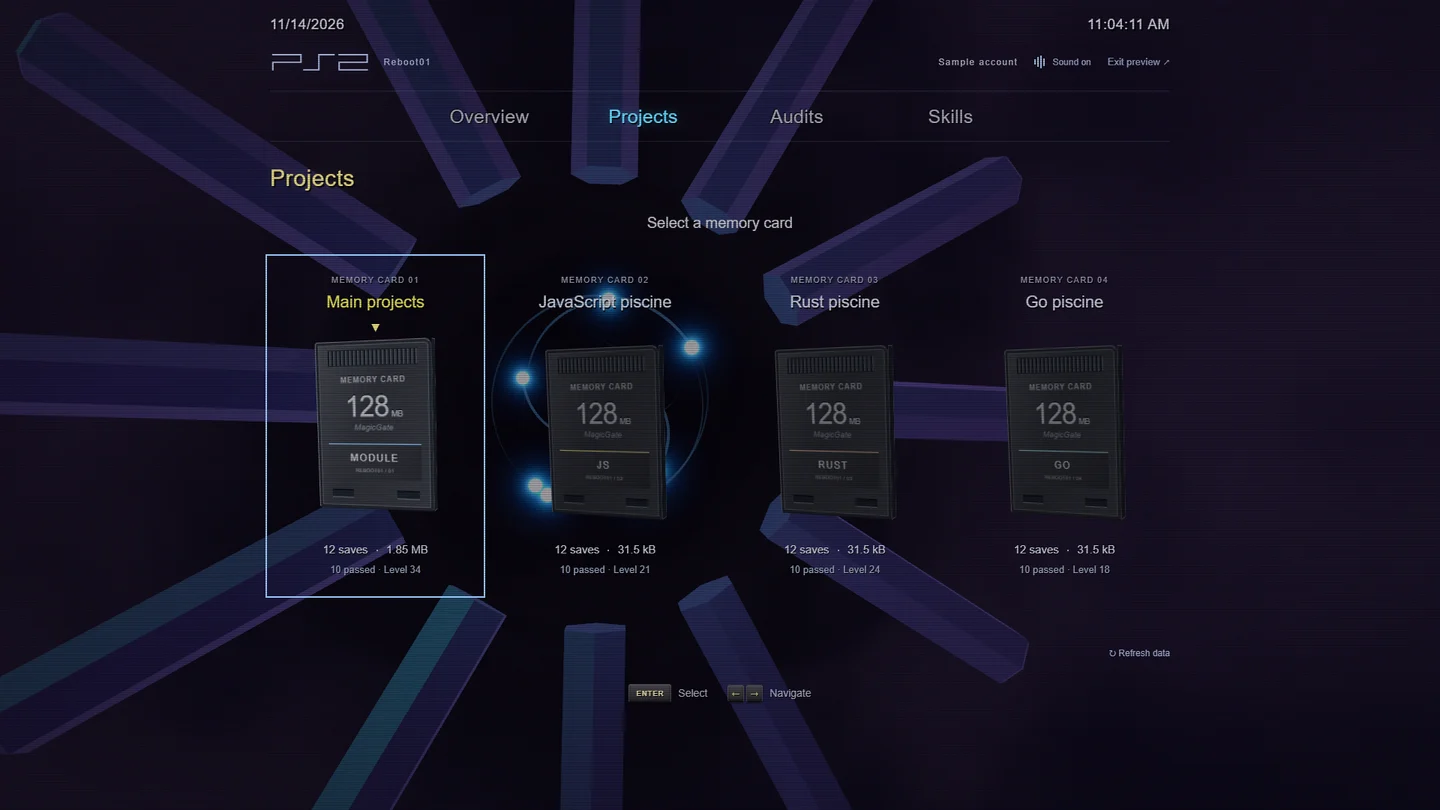 11/14/2026
11:04:11 AM
PS2 Reboot01
Sample account Sound on Exit preview ↗
Overview Projects Audits Skills
Projects
Select a memory card
MEMORY CARD 01
Main projects
▼
MEMORY CARD
128 MB
MagicGate
MODULE
12 saves · 1.85 MB
10 passed · Level 34
MEMORY CARD 02
JavaScript piscine
MEMORY CARD
128 MB
MagicGate
JS
12 saves · 31.5 kB
10 passed · Level 21
MEMORY CARD 03
Rust piscine
MEMORY CARD
128 MB
MagicGate
RUST
12 saves · 31.5 kB
10 passed · Level 24
MEMORY CARD 04
Go piscine
MEMORY CARD
128 MB
MagicGate
GO
12 saves · 31.5 kB
10 passed · Level 18
↻ Refresh data
ENTER Select ← → Navigate